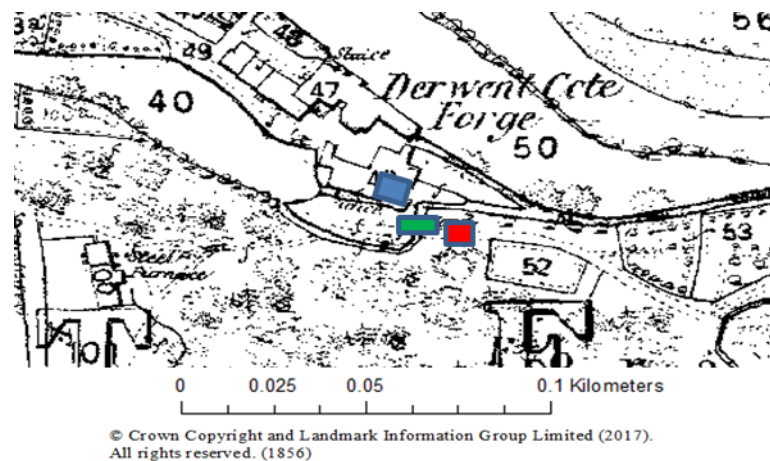 56
48
49
Sluice
47
40
Derwent Cote
Forge
50
53
52
Steel
Furnace
0 0.025 0.05 0.1 Kilometers
© Crown Copyright and Landmark Information Group Limited (2017).
All rights reserved. (1856)